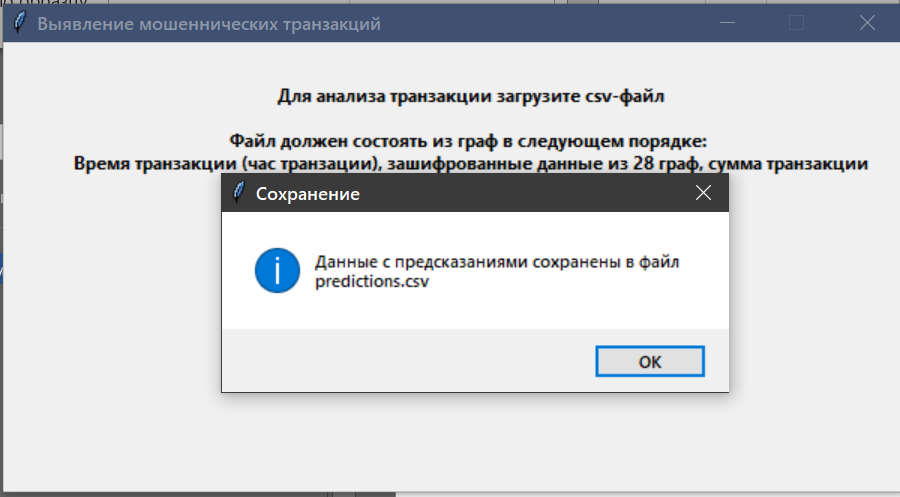 Выявление мошеннических транзакций
Для анализа транзакции загрузите csv-файл
Файл должен состоять из граф в следующем порядке:
Время транзакции (час транзации), зашифрованные данные из 28 граф, сумма транзакции
Сохранение
Данные с предсказаниями сохранены в файл
predictions.csv
OK